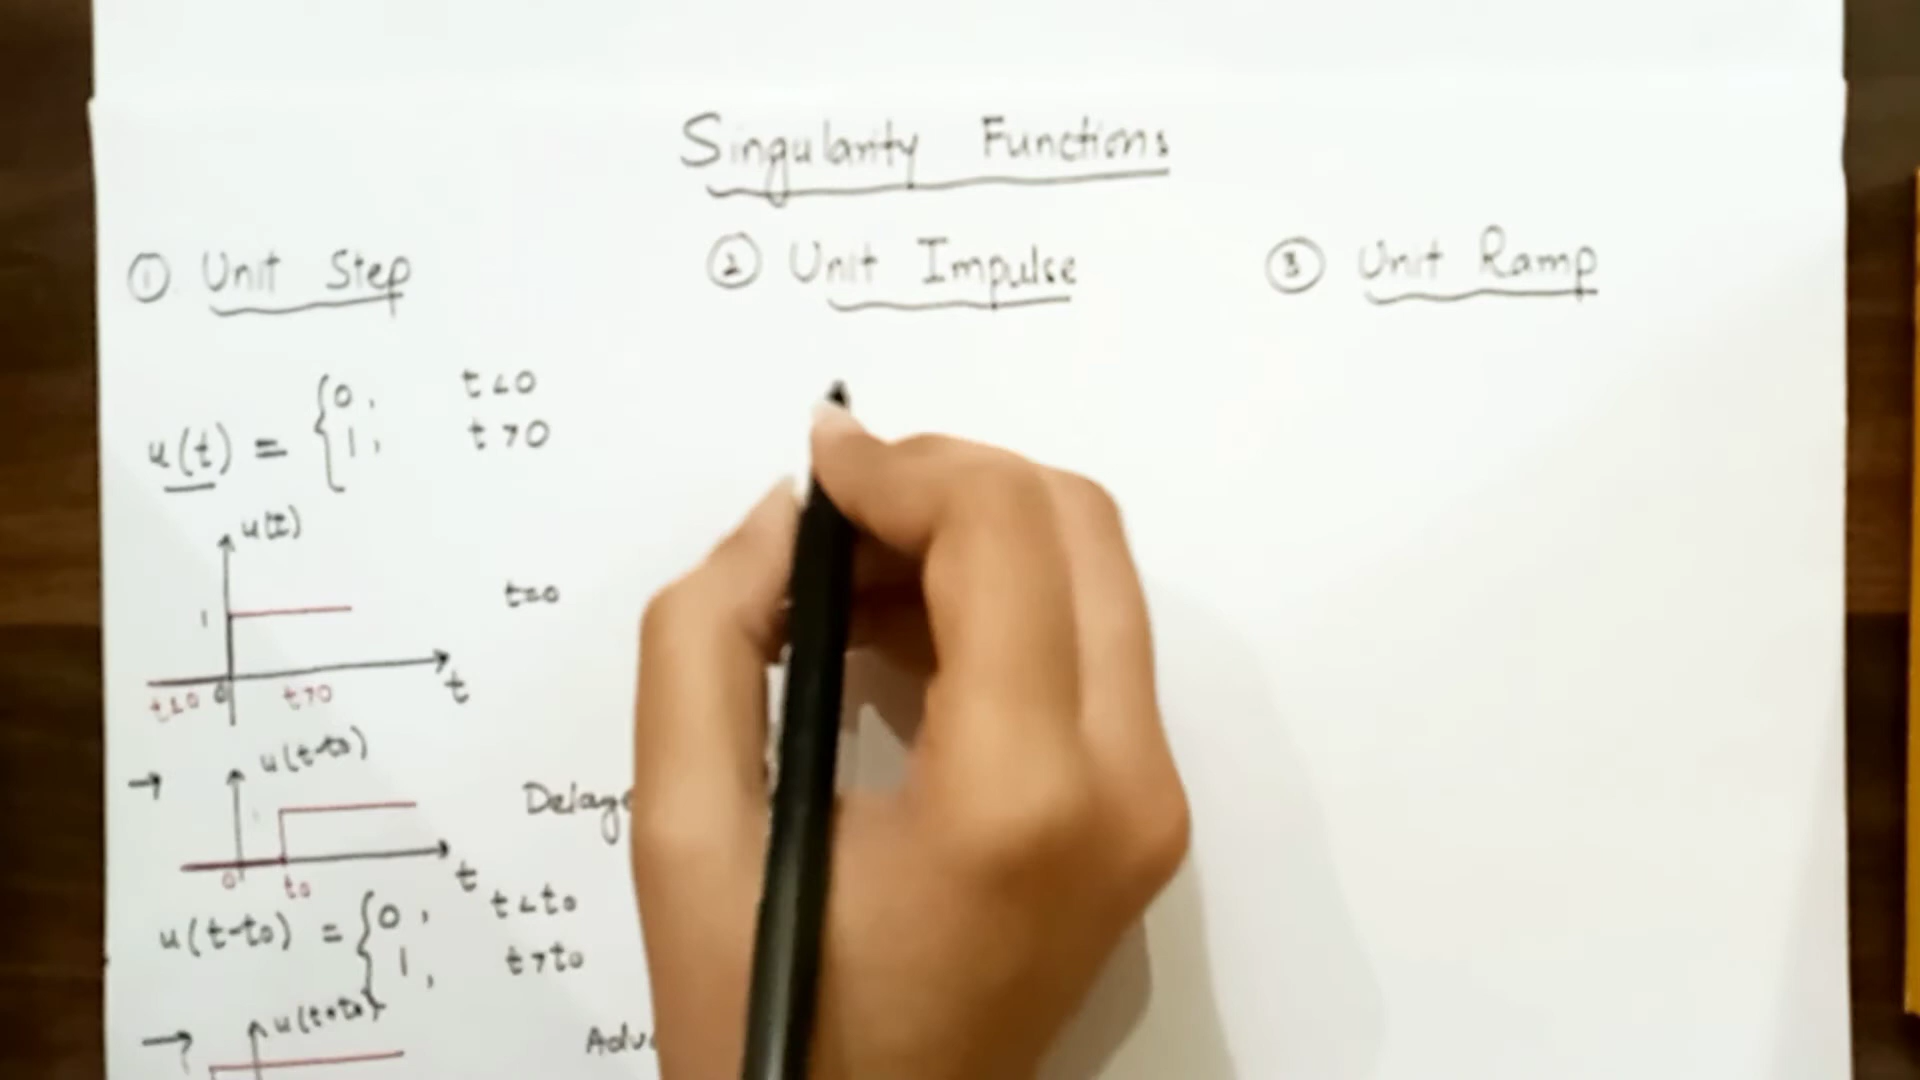 Singularity Functions
① Unit Step
② Unit Impulse
③ Unit Ramp
u(t) = { 0, t<0
1, t>0
u(t)
1
t=0
t<0 0 t>0 t
→ u(t-t0)
0 t0 t
u(t-t0) = { 0, t<t0
1, t>t0
→ u(t+t0)